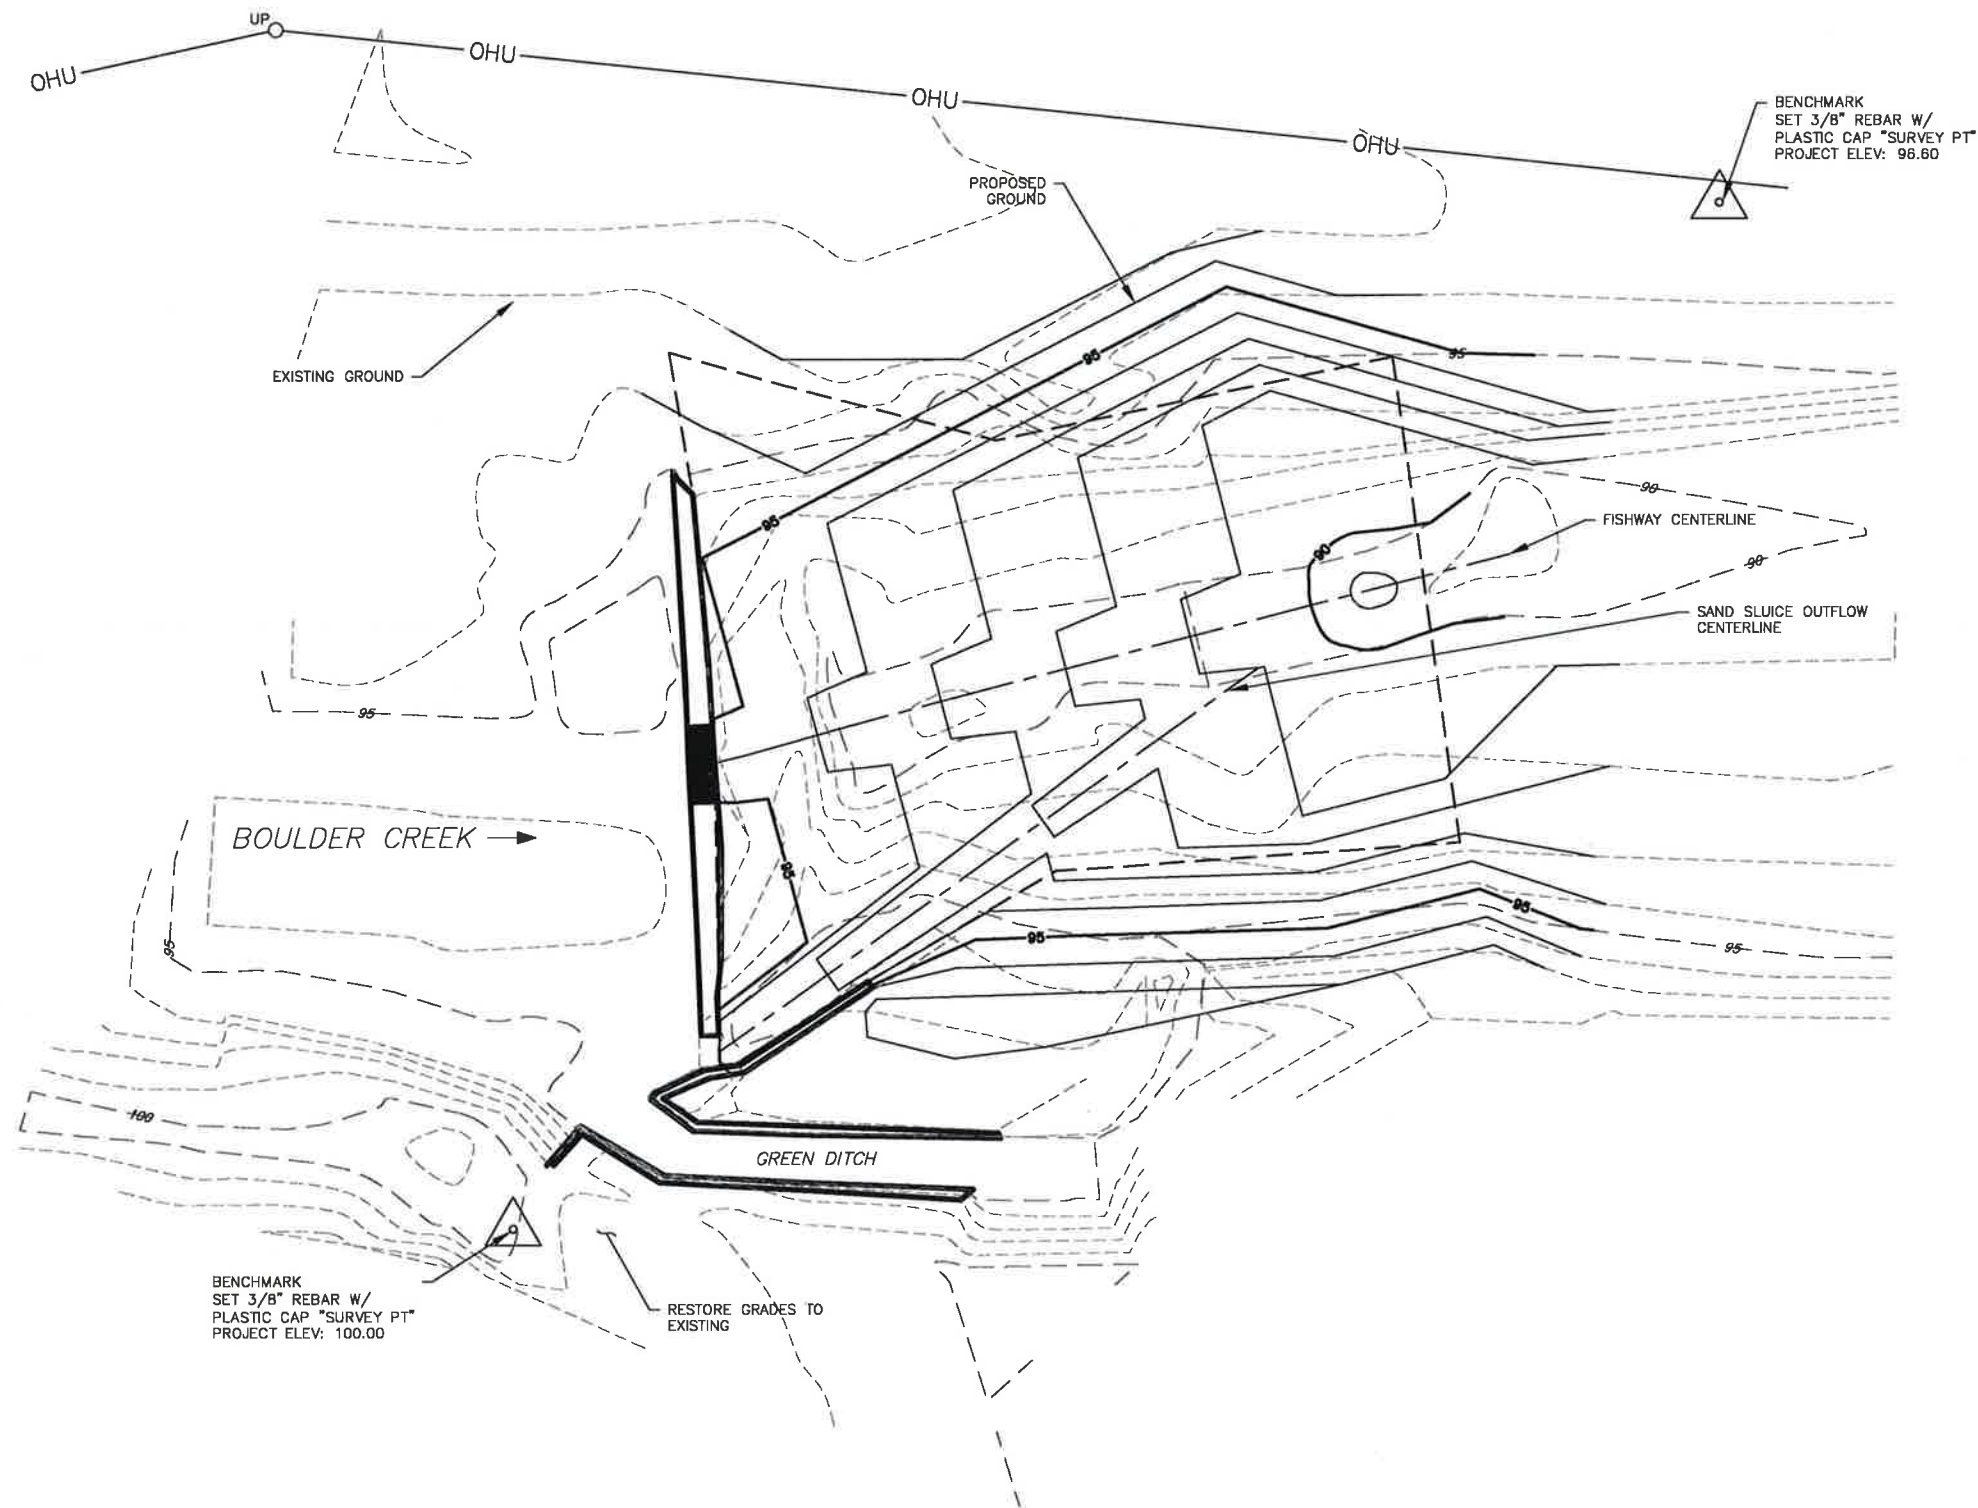 UP
OHU
OHU
OHU
OHU
BENCHMARK
SET 3/8" REBAR W/
PLASTIC CAP "SURVEY PT"
PROJECT ELEV: 96.60
PROPOSED
GROUND
EXISTING GROUND
95
95
95
90
90
FISHWAY CENTERLINE
90
SAND SLUICE OUTFLOW
CENTERLINE
95
BOULDER CREEK
95
95
95
95
95
100
GREEN DITCH
BENCHMARK
SET 3/8" REBAR W/
PLASTIC CAP "SURVEY PT"
PROJECT ELEV: 100.00
RESTORE GRADES TO
EXISTING